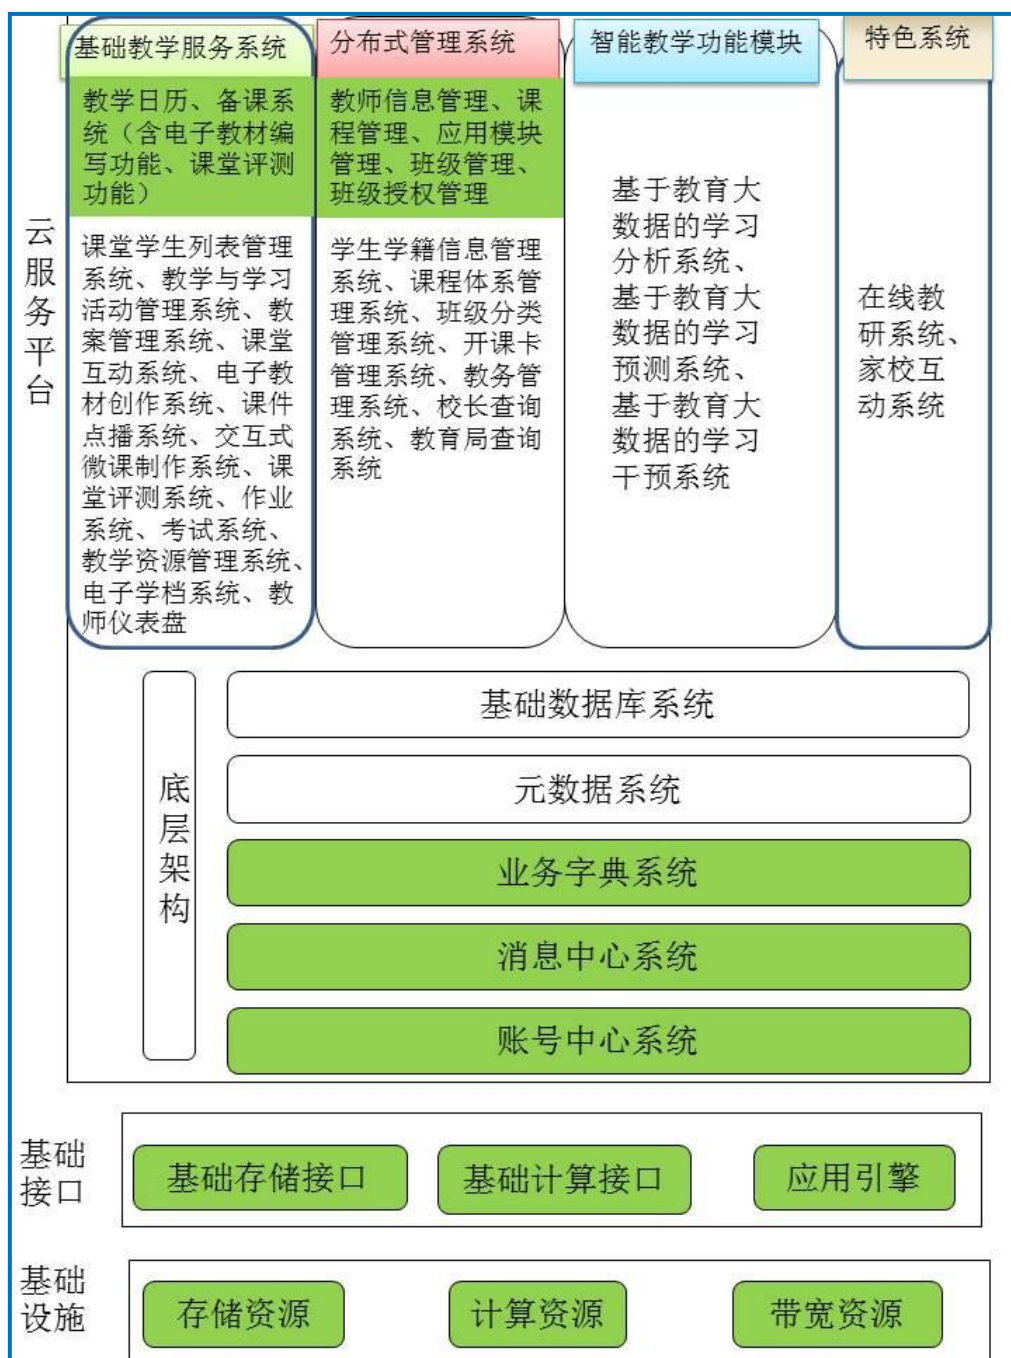 云服务平台
基础教学服务系统
教学日历、备课系
统（含电子教材编
写功能、课堂评测
功能）
课堂学生列表管理
系统、教学与学习
活动管理系统、教
案管理系统、课堂
互动系统、电子教
材创作系统、课件
点播系统、交互式
微课制作系统、课
堂评测系统、作业
系统、考试系统、
教学资源管理系统、
电子学档系统、教
师仪表盘
分布式管理系统
教师信息管理、课
程管理、应用模块
管理、班级管理、
班级授权管理
学生学籍信息管理
系统、课程体系管
理系统、班级分类
管理系统、开课卡
管理系统、教务管
理系统、校长查询
系统、教育局查询
系统
智能教学功能模块
基于教育大
数据的学习
分析系统、
基于教育大
数据的学习
预测系统、
基于教育大
数据的学习
干预系统
特色系统
在线教
研系统、
家校互
动系统
底层架构
基础数据库系统
元数据系统
业务字典系统
消息中心系统
账号中心系统
基础
接口
基础存储接口
基础计算接口
应用引擎
基础
设施
存储资源
计算资源
带宽资源